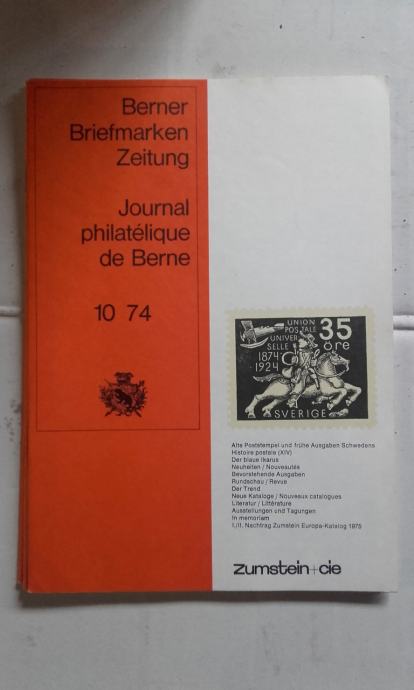 Berner
Briefmarken
Zeitung
Journal
philatélique
de Berne
10 74
UNION
POSTALE
UNIVER
SELLE
1874
1924
35
öre
SVERIGE
Alte Poststempel und frühe Ausgaben Schwedens
Histoire postale (XIV)
Der blaue Ikarus
Neuheiten / Nouveautés
Bevorstehende Ausgaben
Rundschau / Revue
Der Trend
Neue Kataloge / Nouveaux catalogues
Literatur / Littérature
Ausstellungen und Tagungen
In memoriam
I./II. Nachtrag Zumstein Europa-Katalog 1975
zumstein+cie